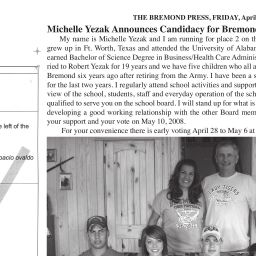 THE BREMOND PRESS, FRIDAY, April
Michelle Yezak Announces Candidacy for Bremond
My name is Michelle Yezak and I am running for place 2 on th
grew up in Ft. Worth, Texas and attended the University of Alabam
earned Bachelor of Science Degree in Business/Health Care Adminis
ried to Robert Yezak for 19 years and we have five children who all a
Bremond six years ago after retiring from the Army. I have been a s
for the last two years. I regularly attend school activities and support
view of the school, students, staff and everyday operation of the scho
qualified to serve you on the school board. I will stand up for what is
developing a good working relationship with the other Board mem
your support and your vote on May 10, 2008.
For your convenience there is early voting April 28 to May 6 at
e left of the
pacio ovaldo